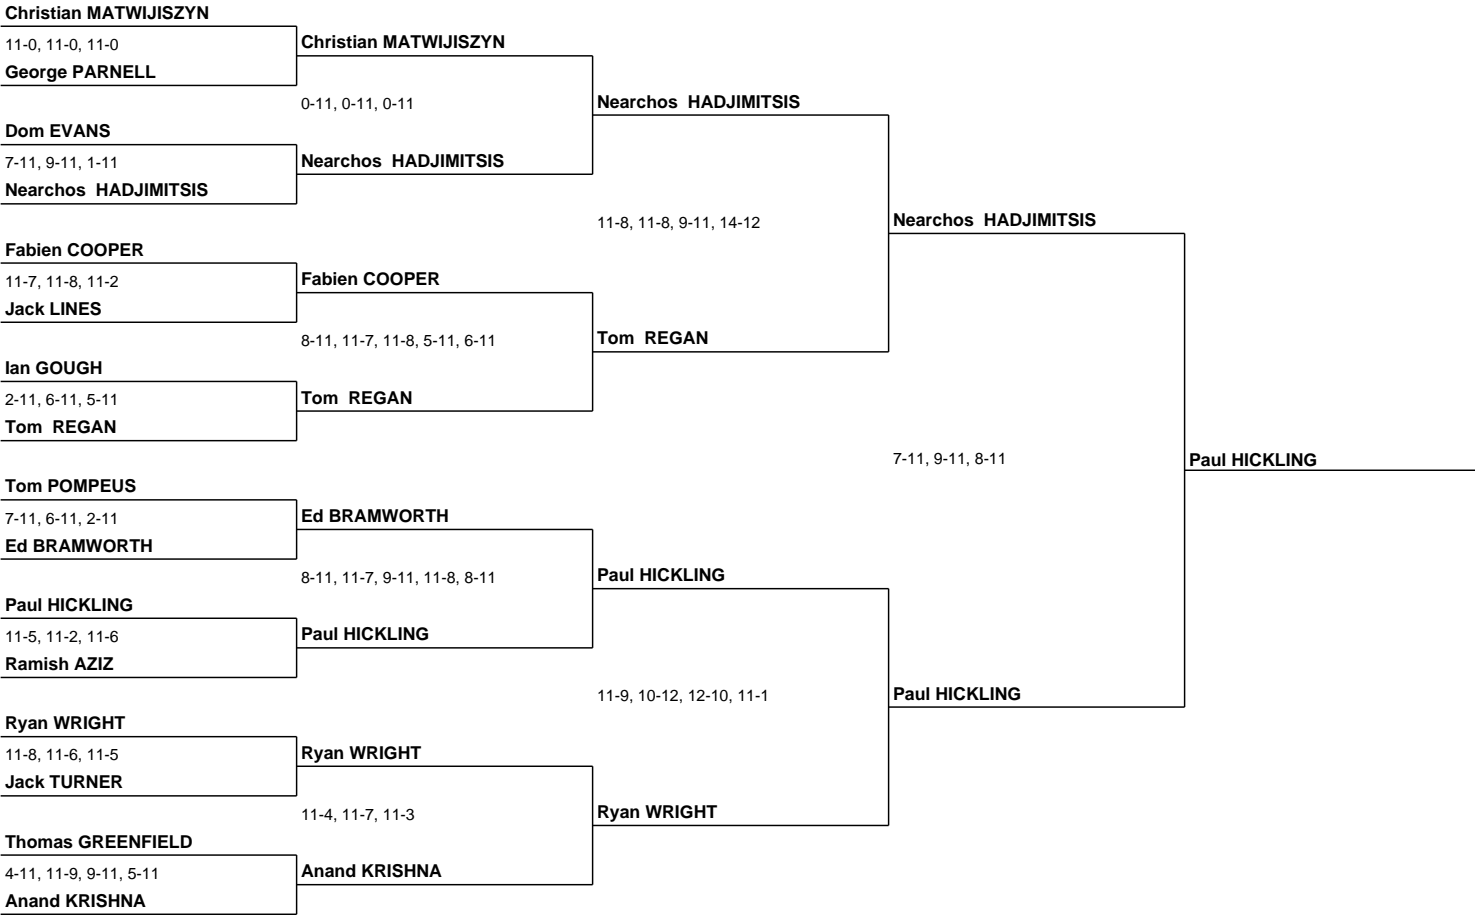 Christian MATWIJISZYN
11-0, 11-0, 11-0
George PARNELL
Dom EVANS
7-11, 9-11, 1-11
Nearchos  HADJIMITSIS
Fabien COOPER
11-7, 11-8, 11-2
Jack LINES
Ian GOUGH
2-11, 6-11, 5-11
Tom  REGAN
Tom POMPEUS
7-11, 6-11, 2-11
Ed BRAMWORTH
Paul HICKLING
11-5, 11-2, 11-6
Ramish AZIZ
Ryan WRIGHT
11-8, 11-6, 11-5
Jack TURNER
Thomas GREENFIELD
4-11, 11-9, 9-11, 5-11
Anand KRISHNA
Christian MATWIJISZYN
0-11, 0-11, 0-11
Nearchos  HADJIMITSIS
Fabien COOPER
8-11, 11-7, 11-8, 5-11, 6-11
Tom  REGAN
Ed BRAMWORTH
8-11, 11-7, 9-11, 11-8, 8-11
Paul HICKLING
Ryan WRIGHT
11-4, 11-7, 11-3
Anand KRISHNA
Nearchos  HADJIMITSIS
11-8, 11-8, 9-11, 14-12
Tom  REGAN
Paul HICKLING
11-9, 10-12, 12-10, 11-1
Ryan WRIGHT
Nearchos  HADJIMITSIS
7-11, 9-11, 8-11
Paul HICKLING
Paul HICKLING